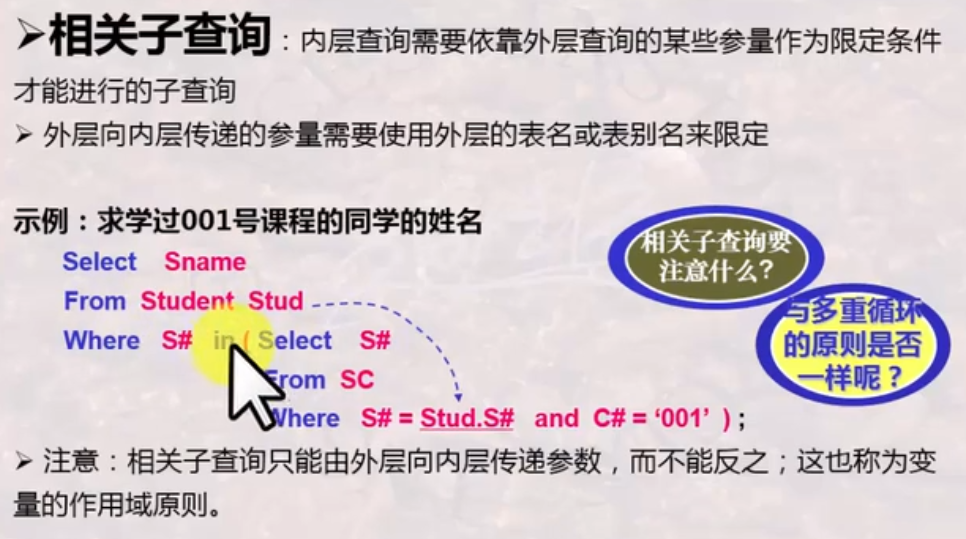 ➢相关子查询：内层查询需要依靠外层查询的某些参量作为限定条件
才能进行的子查询
➢ 外层向内层传递的参量需要使用外层的表名或表别名来限定
示例：求学过001号课程的同学的姓名
Select Sname
From Student Stud
Where S# in ( Select S#
From SC
Where S# = Stud.S# and C# = ‘001’ ) ;
相关子查询要
注意什么?
与多重循环
的原则是否
一样呢？
➢ 注意：相关子查询只能由外层向内层传递参数，而不能反之；这也称为变
量的作用域原则。